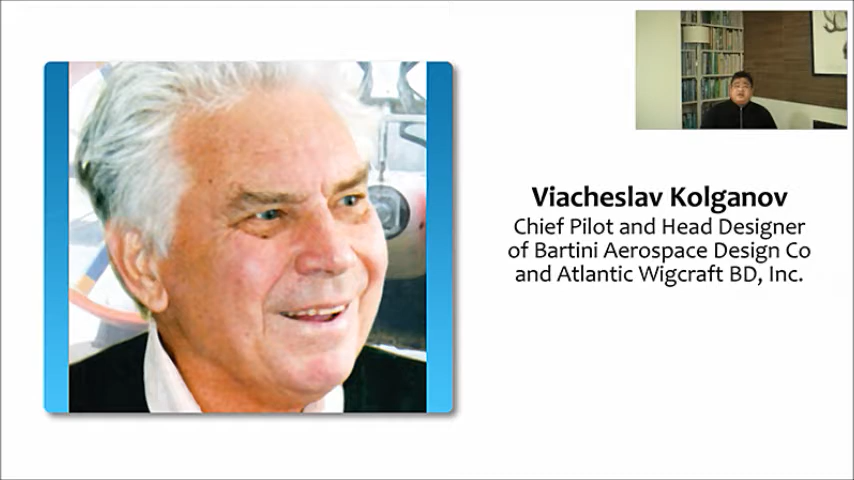 Viacheslav Kolganov
Chief Pilot and Head Designer
of Bartini Aerospace Design Co
and Atlantic Wigcraft BD, Inc.